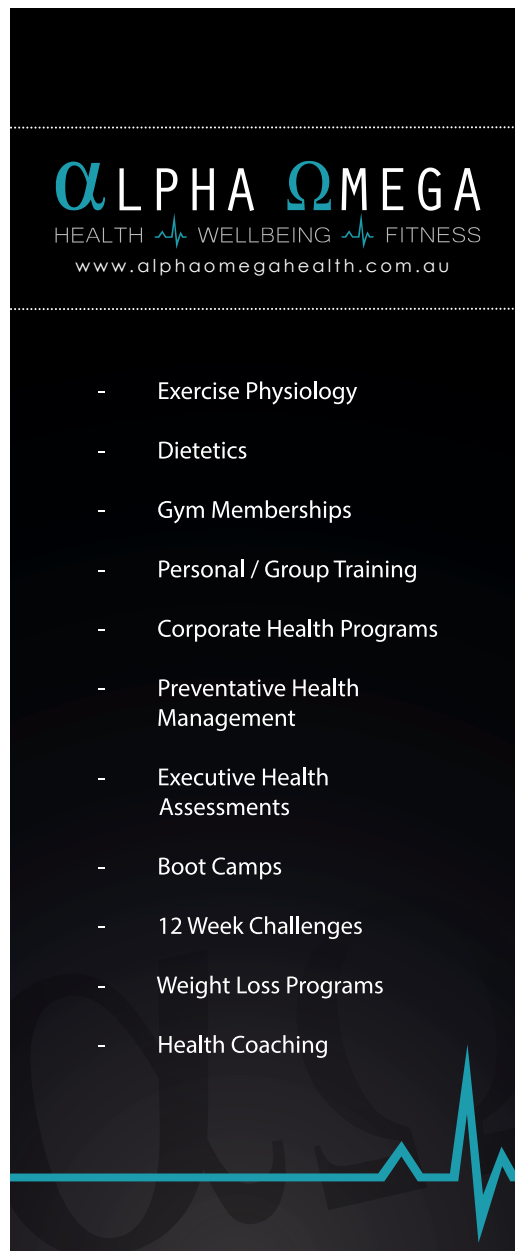 αLPHA ΩMEGA
HEALTH WELLBEING FITNESS
www.alphaomegahealth.com.au
- Exercise Physiology
- Dietetics
- Gym Memberships
- Personal / Group Training
- Corporate Health Programs
- Preventative Health
Management
- Executive Health
Assessments
- Boot Camps
- 12 Week Challenges
- Weight Loss Programs
- Health Coaching
αΩ